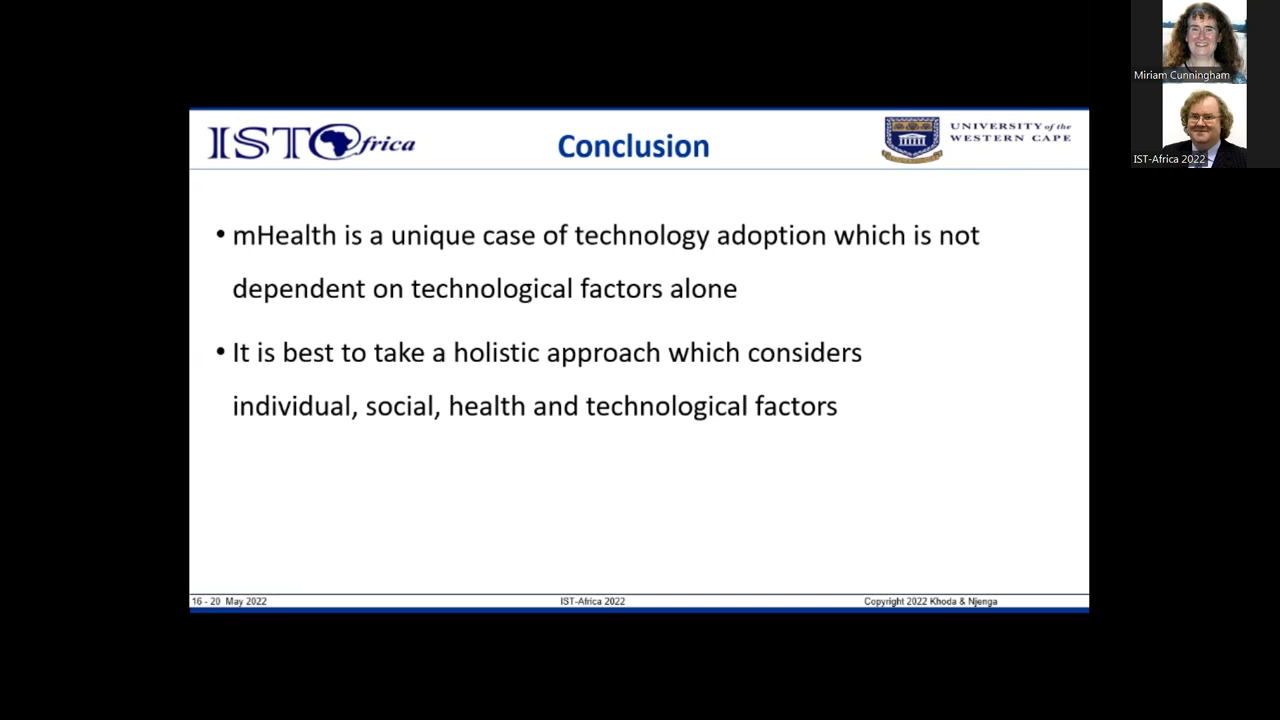 IST Africa
Conclusion
UNIVERSITY of the
WESTERN CAPE
• mHealth is a unique case of technology adoption which is not
dependent on technological factors alone
• It is best to take a holistic approach which considers
individual, social, health and technological factors
16 - 20 May 2022
IST-Africa 2022
Copyright 2022 Khoda & Njenga
Miriam Cunningham
IST-Africa 2022